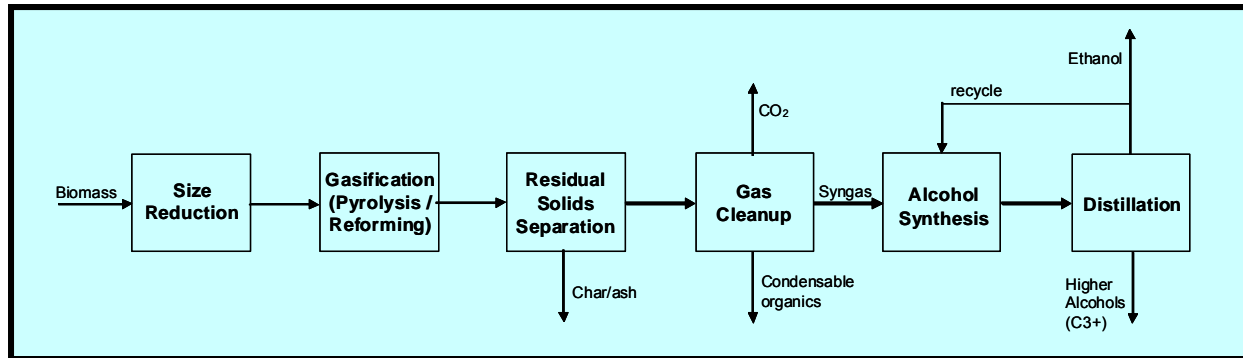 Biomass
Size
Reduction
Gasification
(Pyrolysis /
Reforming)
Residual
Solids
Separation
Char/ash
CO₂
Gas
Cleanup
Condensable
organics
Syngas
Alcohol
Synthesis
recycle
Ethanol
Distillation
Higher
Alcohols
(C3+)